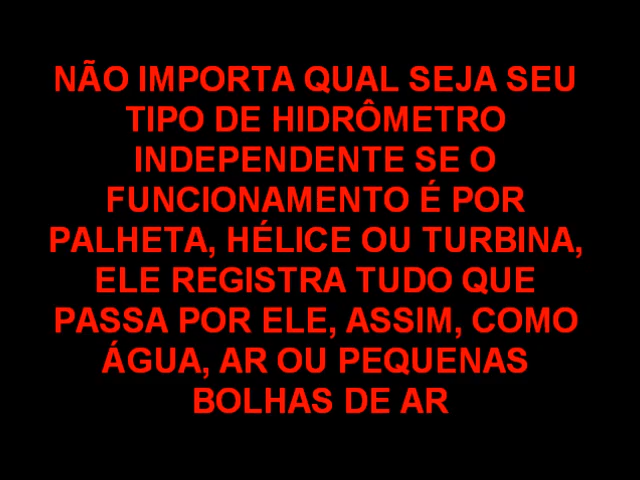 NÃO IMPORTA QUAL SEJA SEU
TIPO DE HIDRÔMETRO
INDEPENDENTE SE O
FUNCIONAMENTO É POR
PALHETA, HÉLICE OU TURBINA,
ELE REGISTRA TUDO QUE
PASSA POR ELE, ASSIM, COMO
ÁGUA, AR OU PEQUENAS
BOLHAS DE AR